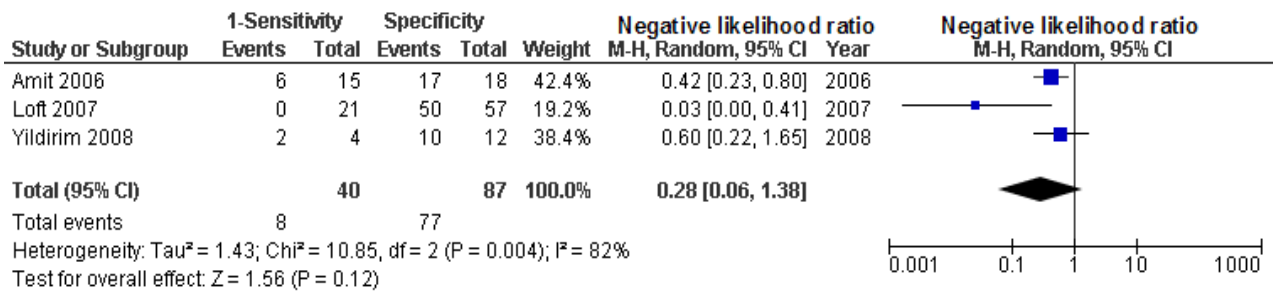 1-Sensitivity Specificity Negative likelihood ratio Negative likelihood ratio
Study or Subgroup Events Total Events Total Weight M-H, Random, 95% CI Year M-H, Random, 95% CI
Amit 2006 6 15 17 18 42.4% 0.42 [0.23, 0.80] 2006
Loft 2007 0 21 50 57 19.2% 0.03 [0.00, 0.41] 2007
Yildirim 2008 2 4 10 12 38.4% 0.60 [0.22, 1.65] 2008
Total (95% CI) 40 87 100.0% 0.28 [0.06, 1.38]
Total events 8 77
Heterogeneity: Tau² = 1.43; Chi² = 10.85, df = 2 (P = 0.004); I² = 82%
Test for overall effect: Z = 1.56 (P = 0.12)
0.001 0.1 1 10 1000